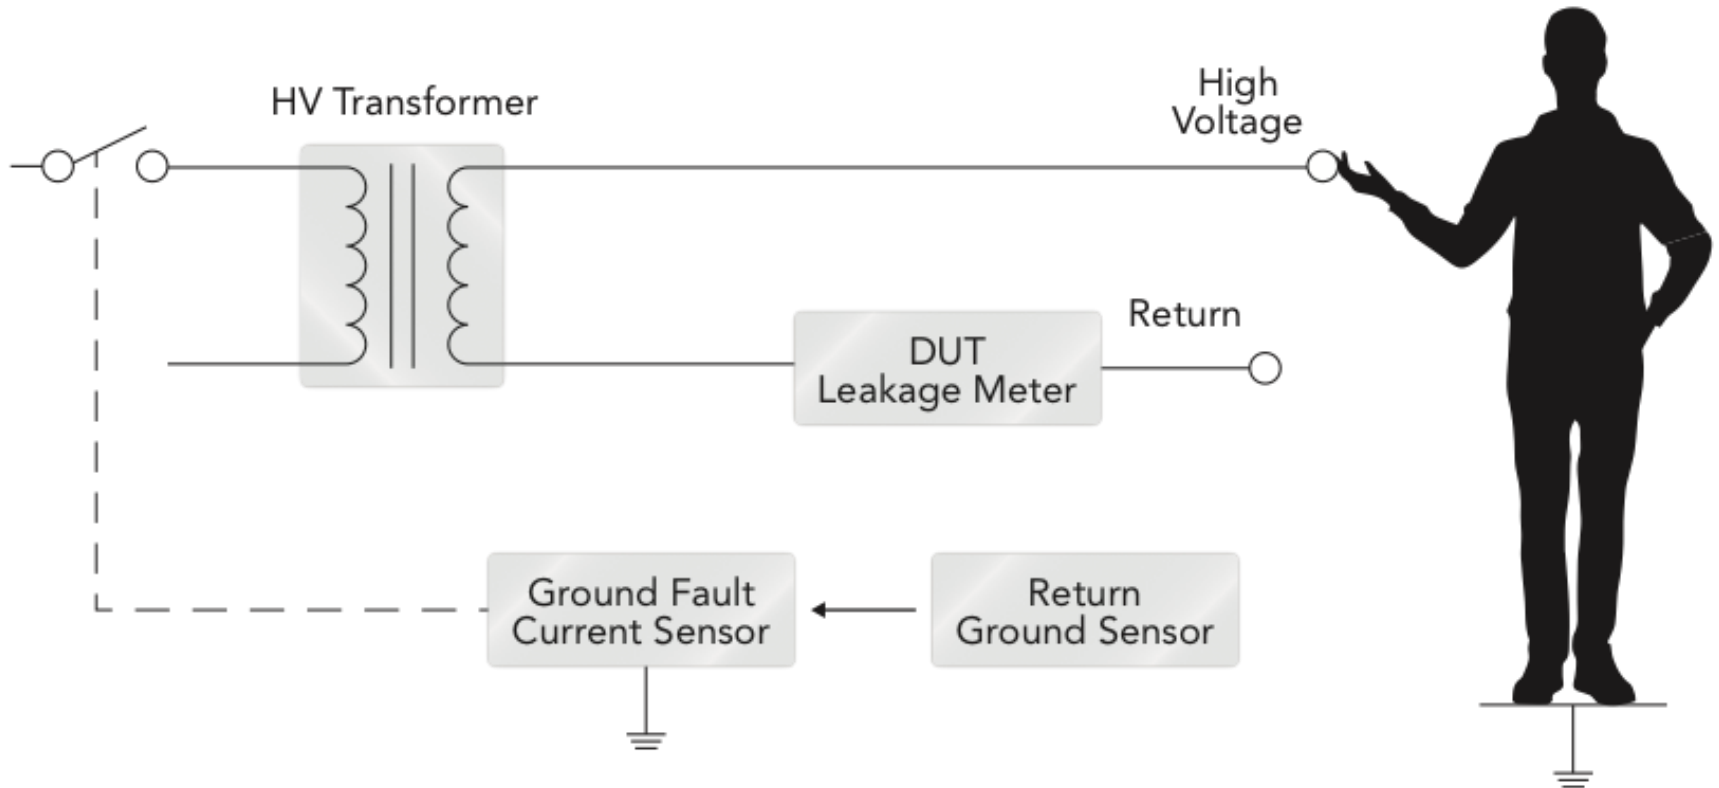 HV Transformer
High
Voltage
Return
DUT
Leakage Meter
Ground Fault
Current Sensor
Return
Ground Sensor